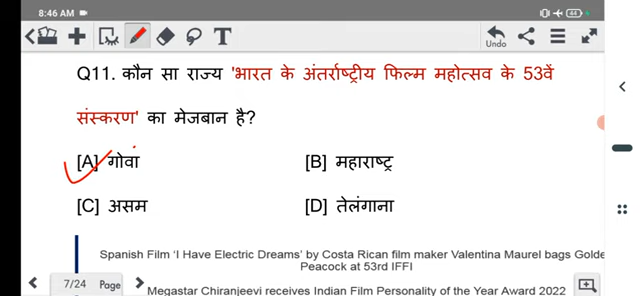 8:46 AM
44
T
Undo
Q11. कौन सा राज्य 'भारत के अंतर्राष्ट्रीय फिल्म महोत्सव के 53वें
संस्करण' का मेजबान है?
[A] गोवा
[B] महाराष्ट्र
[C] असम
[D] तेलंगाना
Spanish Film 'I Have Electric Dreams' by Costa Rican film maker Valentina Maurel bags Golde
Peacock at 53rd IFFI
7/24 Page
Megastar Chiranjeevi receives Indian Film Personality of the Year Award 2022